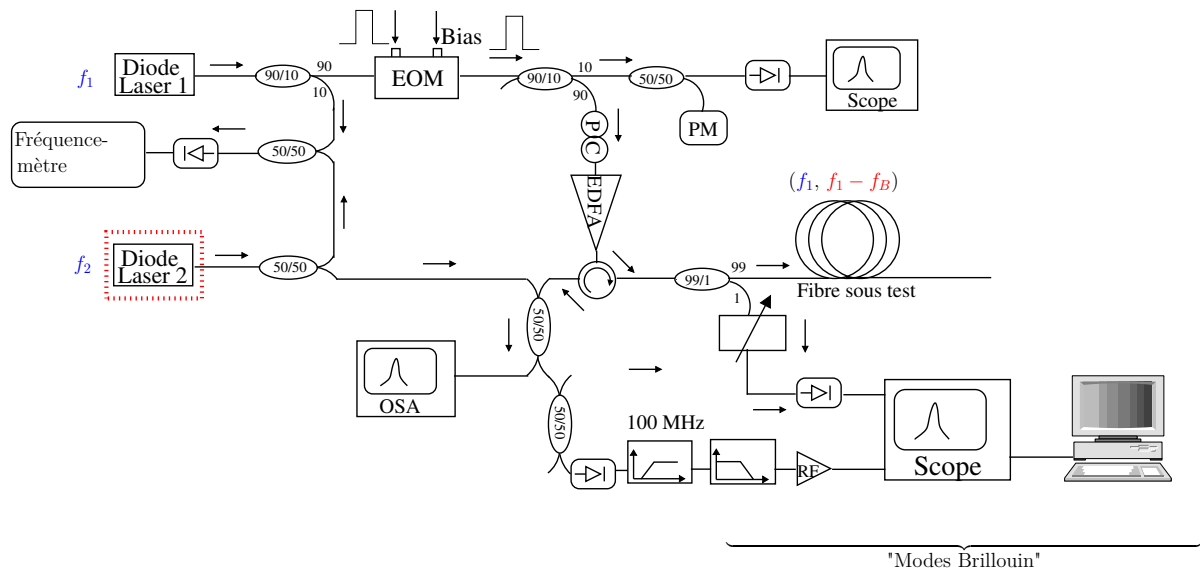 Bias
f₁
Diode
Laser 1
90/10
90
10
EOM
90/10
10
90
50/50
Scope
PM
Fréquence-
mètre
50/50
PC
EDFA
(f₁, f₁ − f_B)
f₂
Diode
Laser 2
50/50
99/1
99
1
Fibre sous test
50/50
OSA
50/50
100 MHz
RF
Scope
"Modes Brillouin"